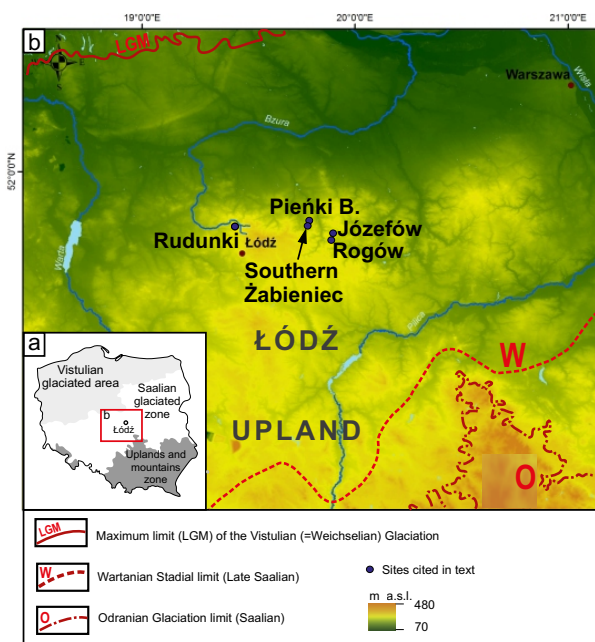 b
19°0'0"E
20°0'0"E
21°0'0"E
LGM
E
Warszawa
Wisła
Bzura
52°0'0"N
Pieńki B.
Józefów
Rudunki
Łódź
Rogów
Southern
Żabieniec
Warta
Pilica
ŁÓDŹ
W
UPLAND
O
a
Vistulian
glaciated area
Saalian
glaciated
zone
b
Łódź
Uplands and
mountains
zone
LGM
Maximum limit (LGM) of the Vistulian (=Weichselian) Glaciation
W
Wartanian Stadial limit (Late Saalian)
Sites cited in text
O
Odranian Glaciation limit (Saalian)
m a.s.l.
480
70